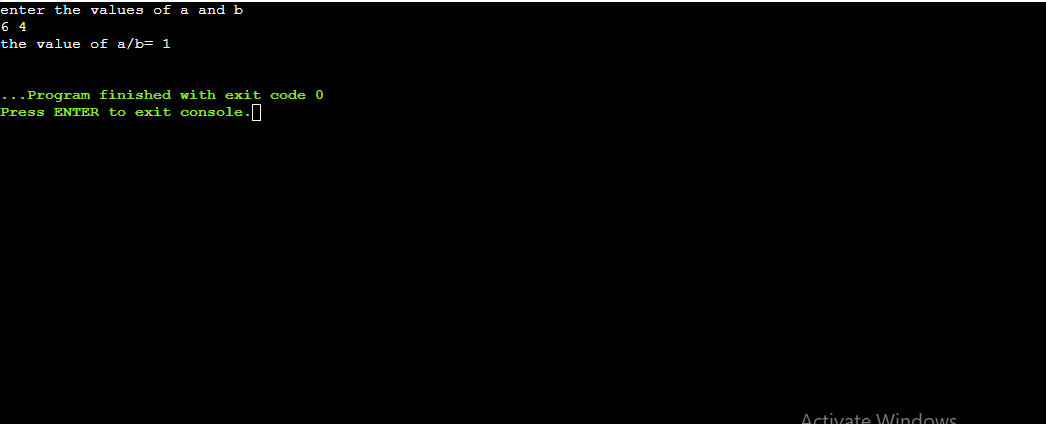 enter the values of a and b
6 4
the value of a/b= 1
...Program finished with exit code 0
Press ENTER to exit console.
Activate Windows